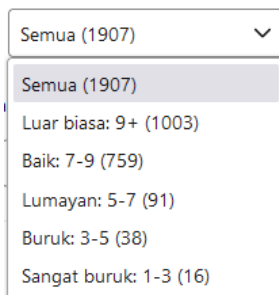 Semua (1907)
Semua (1907)
Luar biasa: 9+ (1003)
Baik: 7-9 (759)
Lumayan: 5-7 (91)
Buruk: 3-5 (38)
Sangat buruk: 1-3 (16)